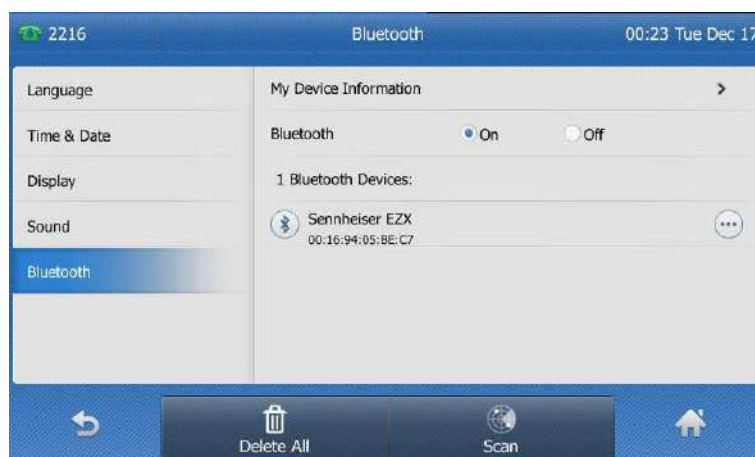 2216 Bluetooth 00:23 Tue Dec 17
Language
Time & Date
Display
Sound
Bluetooth
My Device Information
Bluetooth On Off
1 Bluetooth Devices:
Sennheiser EZX
00:16:94:05:BE:C7
Delete All Scan